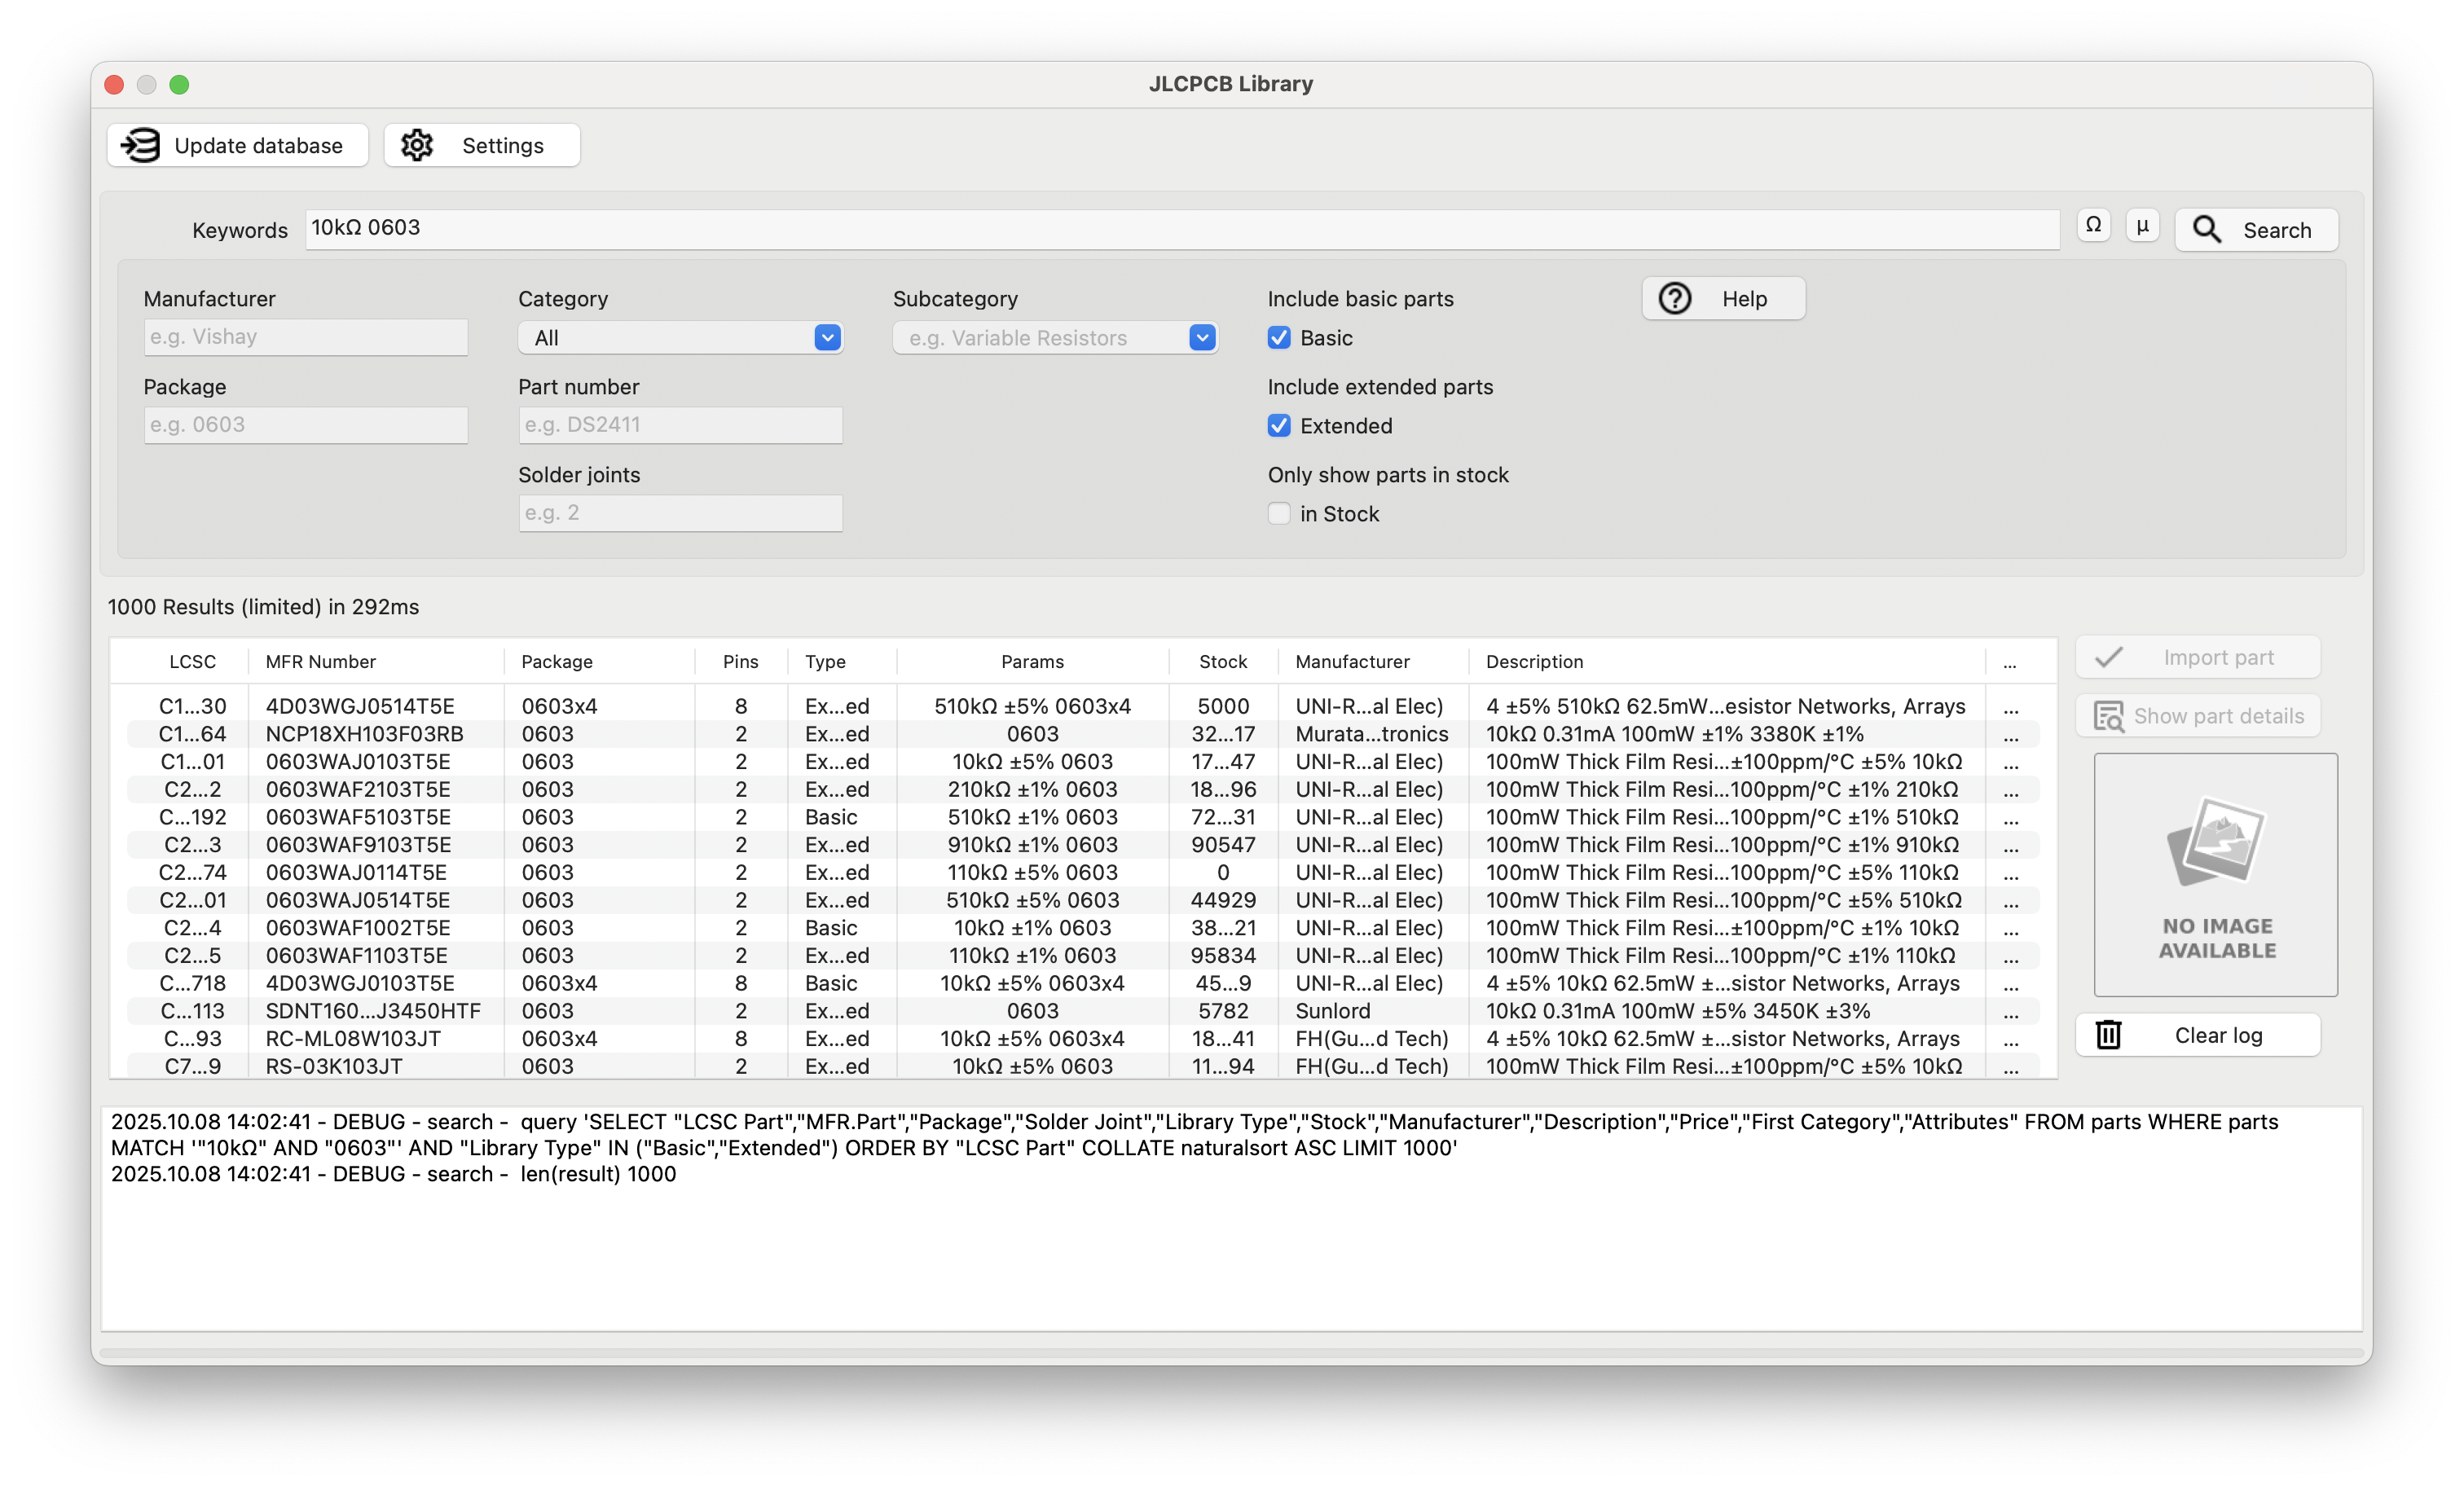 JLCPCB Library
Update database Settings
Keywords 10kΩ 0603 Ω µ Search
Manufacturer Category Subcategory Include basic parts Help
e.g. Vishay All e.g. Variable Resistors Basic
Package Part number Include extended parts
e.g. 0603 e.g. DS2411 Extended
Solder joints Only show parts in stock
e.g. 2 in Stock
1000 Results (limited) in 292ms
LCSC MFR Number Package Pins Type Params Stock Manufacturer Description ...
C1...30 4D03WGJ0514T5E 0603x4 8 Ex...ed 510kΩ ±5% 0603x4 5000 UNI-R...al Elec) 4 ±5% 510kΩ 62.5mW...esistor Networks, Arrays ...
C1...64 NCP18XH103F03RB 0603 2 Ex...ed 0603 32...17 Murata...tronics 10kΩ 0.31mA 100mW ±1% 3380K ±1% ...
C1...01 0603WAJ0103T5E 0603 2 Ex...ed 10kΩ ±5% 0603 17...47 UNI-R...al Elec) 100mW Thick Film Resi...±100ppm/°C ±5% 10kΩ ...
C2...2 0603WAF2103T5E 0603 2 Ex...ed 210kΩ ±1% 0603 18...96 UNI-R...al Elec) 100mW Thick Film Resi...100ppm/°C ±1% 210kΩ ...
C...192 0603WAF5103T5E 0603 2 Basic 510kΩ ±1% 0603 72...31 UNI-R...al Elec) 100mW Thick Film Resi...100ppm/°C ±1% 510kΩ ...
C2...3 0603WAF9103T5E 0603 2 Ex...ed 910kΩ ±1% 0603 90547 UNI-R...al Elec) 100mW Thick Film Resi...100ppm/°C ±1% 910kΩ ...
C2...74 0603WAJ0114T5E 0603 2 Ex...ed 110kΩ ±5% 0603 0 UNI-R...al Elec) 100mW Thick Film Resi...100ppm/°C ±5% 110kΩ ...
C2...01 0603WAJ0514T5E 0603 2 Ex...ed 510kΩ ±5% 0603 44929 UNI-R...al Elec) 100mW Thick Film Resi...100ppm/°C ±5% 510kΩ ...
C2...4 0603WAF1002T5E 0603 2 Basic 10kΩ ±1% 0603 38...21 UNI-R...al Elec) 100mW Thick Film Resi...±100ppm/°C ±1% 10kΩ ...
C2...5 0603WAF1103T5E 0603 2 Ex...ed 110kΩ ±1% 0603 95834 UNI-R...al Elec) 100mW Thick Film Resi...100ppm/°C ±1% 110kΩ ...
C...718 4D03WGJ0103T5E 0603x4 8 Basic 10kΩ ±5% 0603x4 45...9 UNI-R...al Elec) 4 ±5% 10kΩ 62.5mW ±...sistor Networks, Arrays ...
C...113 SDNT160...J3450HTF 0603 2 Ex...ed 0603 5782 Sunlord 10kΩ 0.31mA 100mW ±5% 3450K ±3% ...
C...93 RC-ML08W103JT 0603x4 8 Ex...ed 10kΩ ±5% 0603x4 18...41 FH(Gu...d Tech) 4 ±5% 10kΩ 62.5mW ±...sistor Networks, Arrays ...
C7...9 RS-03K103JT 0603 2 Ex...ed 10kΩ ±5% 0603 11...94 FH(Gu...d Tech) 100mW Thick Film Resi...±100ppm/°C ±5% 10kΩ ...
Import part
Show part details
NO IMAGE
AVAILABLE
Clear log
2025.10.08 14:02:41 - DEBUG - search -  query 'SELECT "LCSC Part","MFR.Part","Package","Solder Joint","Library Type","Stock","Manufacturer","Description","Price","First Category","Attributes" FROM parts WHERE parts
MATCH '"10kΩ" AND "0603"' AND "Library Type" IN ("Basic","Extended") ORDER BY "LCSC Part" COLLATE naturalsort ASC LIMIT 1000'
2025.10.08 14:02:41 - DEBUG - search -  len(result) 1000